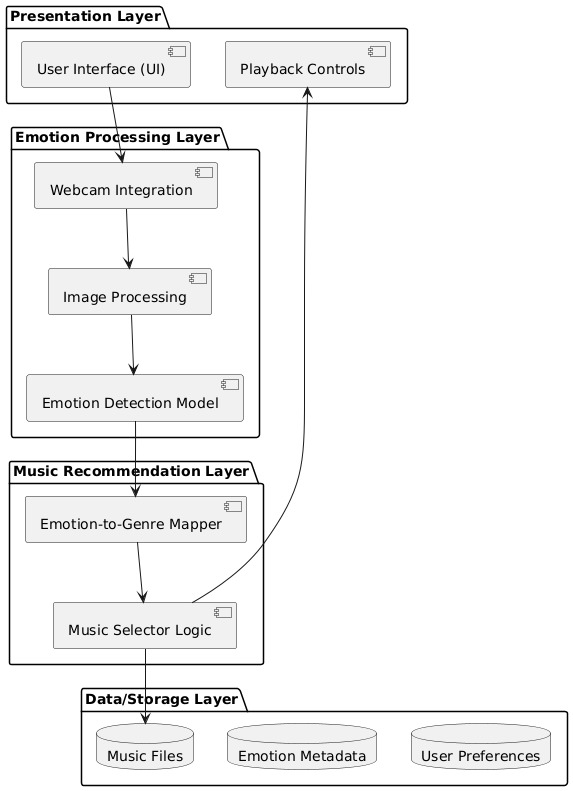 Presentation Layer
User Interface (UI)
Playback Controls
Emotion Processing Layer
Webcam Integration
Image Processing
Emotion Detection Model
Music Recommendation Layer
Emotion-to-Genre Mapper
Music Selector Logic
Data/Storage Layer
Music Files
Emotion Metadata
User Preferences